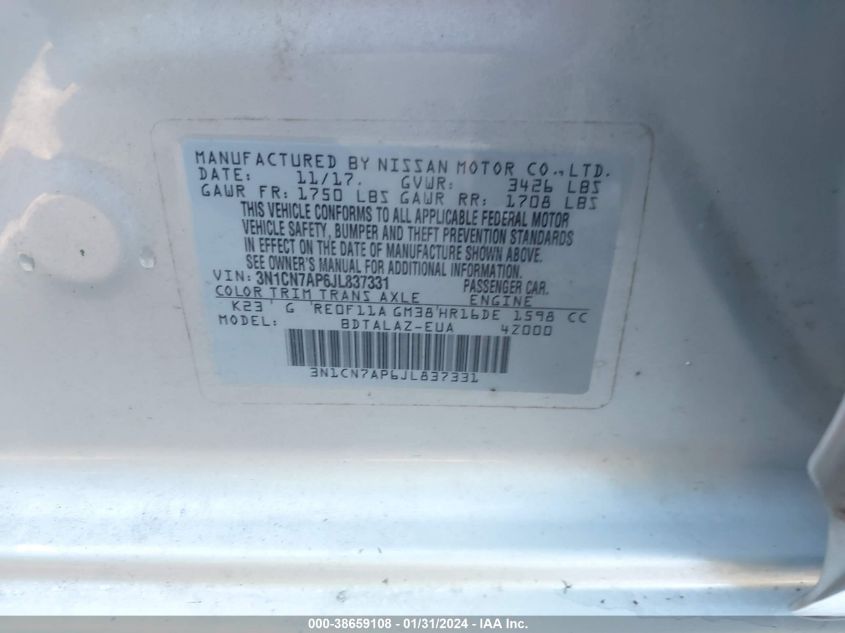 MANUFACTURED BY NISSAN MOTOR CO.,LTD.
DATE: 11/17. GVWR: 3426 LBS
GAWR FR: 1750 LBS GAWR RR: 1708 LBS
THIS VEHICLE CONFORMS TO ALL APPLICABLE FEDERAL MOTOR
VEHICLE SAFETY, BUMPER AND THEFT PREVENTION STANDARDS
IN EFFECT ON THE DATE OF MANUFACTURE SHOWN ABOVE.
SEE OWNER'S MANUAL FOR ADDITIONAL INFORMATION.
VIN: 3N1CN7AP6JL837331 PASSENGER CAR.
COLOR TRIM TRANS AXLE ENGINE
K23 ' G 'RE0F11A GM38'HR16DE 1598 CC
MODEL: BDTALAZ-EUA 4Z000
3N1CN7AP6JL837331
000-38659108 - 01/31/2024 - IAA Inc.